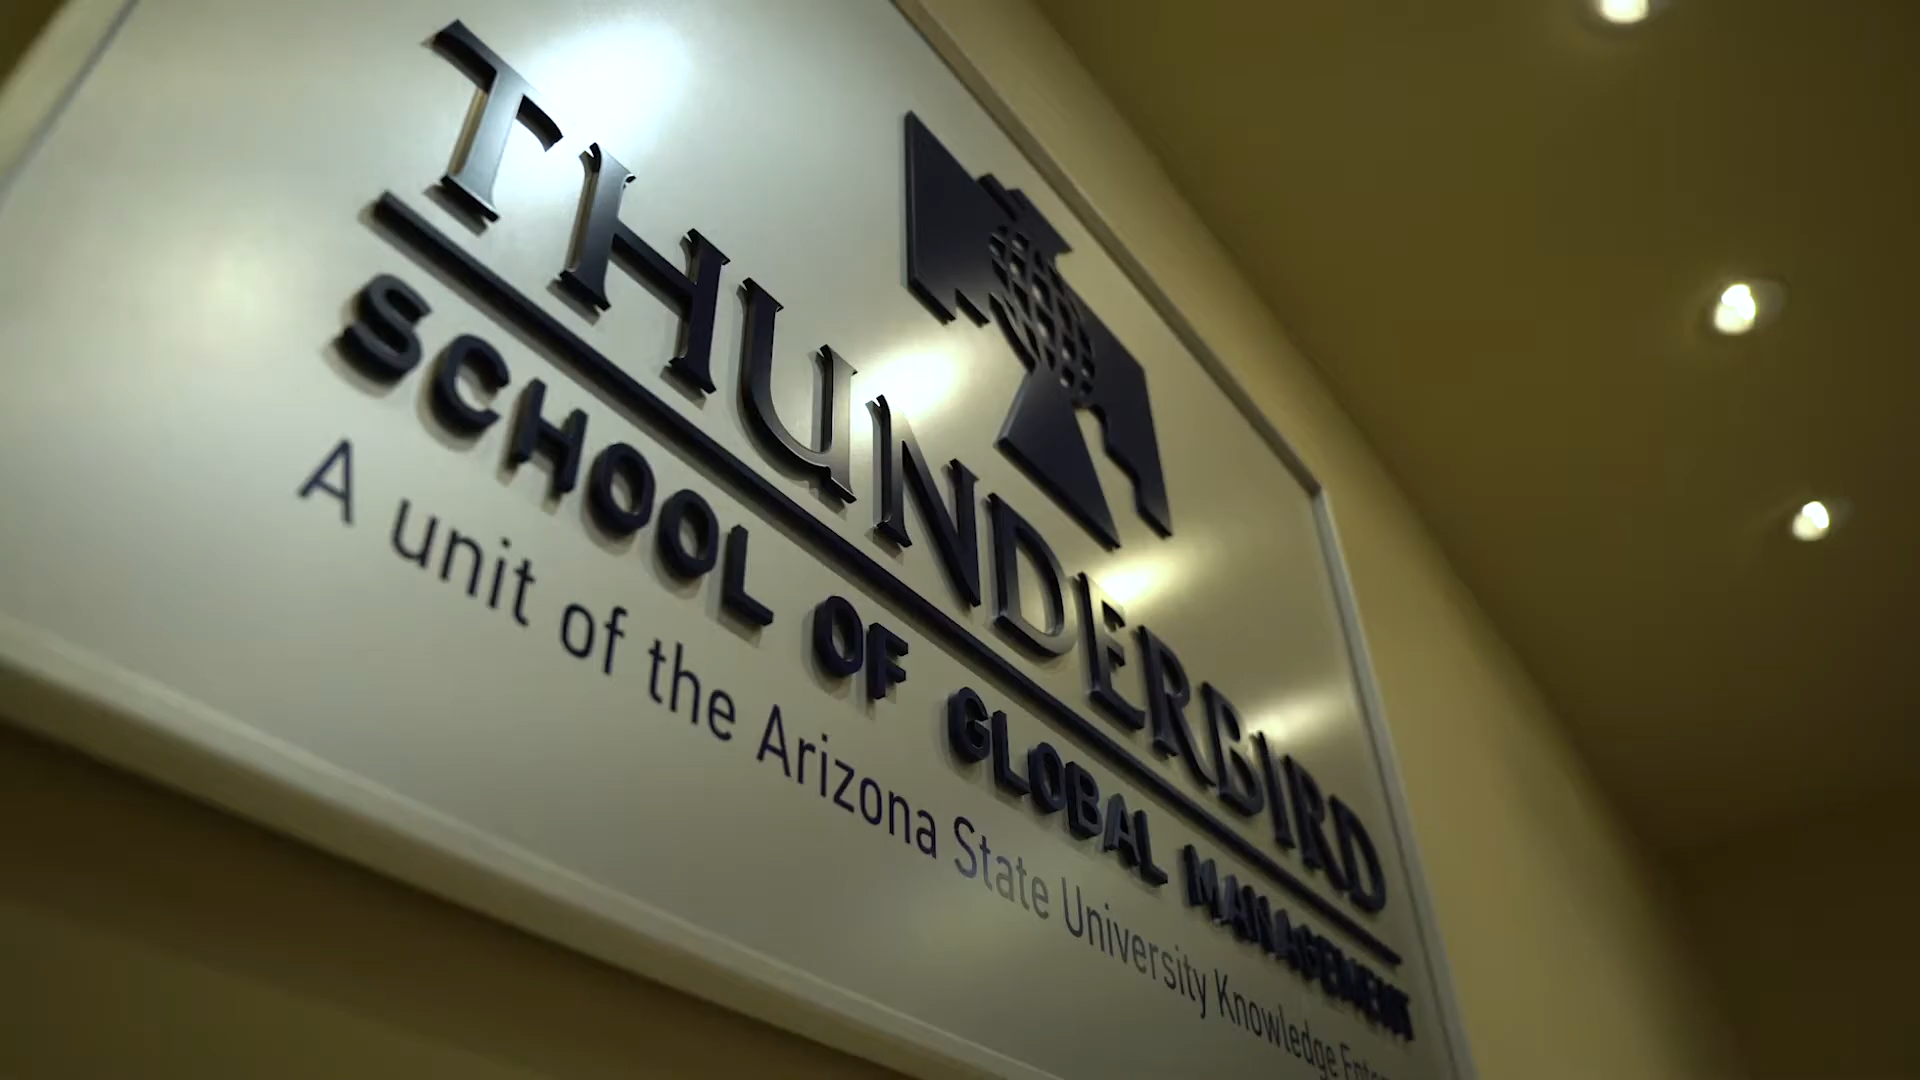 THUNDERBIRD
SCHOOL OF GLOBAL MANAGEMENT
A unit of the Arizona State University Knowledge